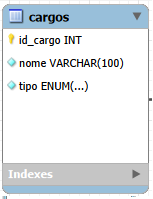 cargos
id_cargo INT
nome VARCHAR(100)
tipo ENUM(...)
Indexes